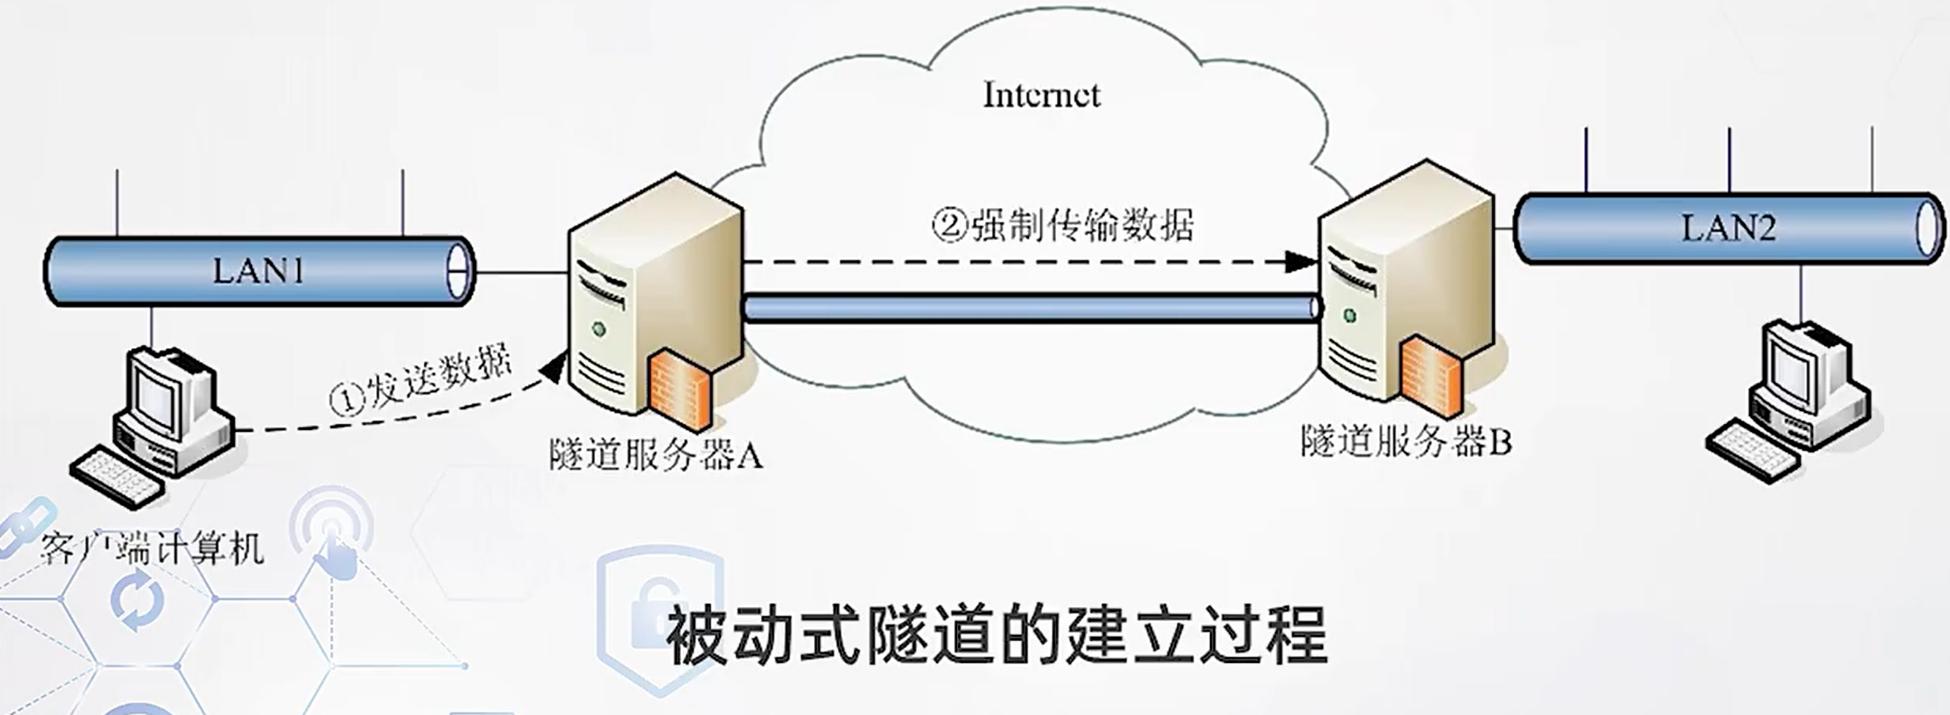 Internet
②强制传输数据
LAN1
LAN2
①发送数据
隧道服务器A
隧道服务器B
客户端计算机
被动式隧道的建立过程